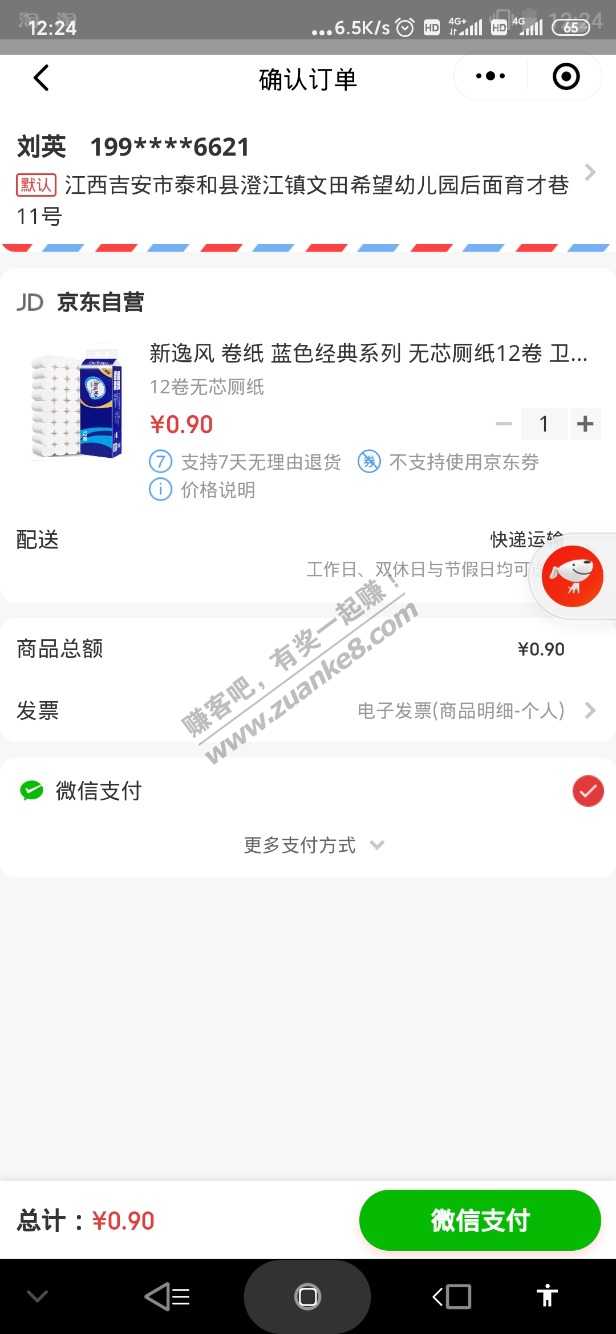 12:24
...6.5K/s HD 4G+ HD 4G 65
确认订单
刘英 199****6621
默认 江西吉安市泰和县澄江镇文田希望幼儿园后面育才巷
11号
JD 京东自营
新逸风 卷纸 蓝色经典系列 无芯厕纸12卷 卫...
12卷无芯厕纸
¥0.90
1
7 支持7天无理由退货 券 不支持使用京东券
价格说明
配送 快递运输
工作日、双休日与节假日均可
商品总额 ¥0.90
赚客吧，有奖一起赚！
www.zuanke8.com
发票 电子发票(商品明细-个人)
微信支付
更多支付方式
总计：¥0.90 微信支付